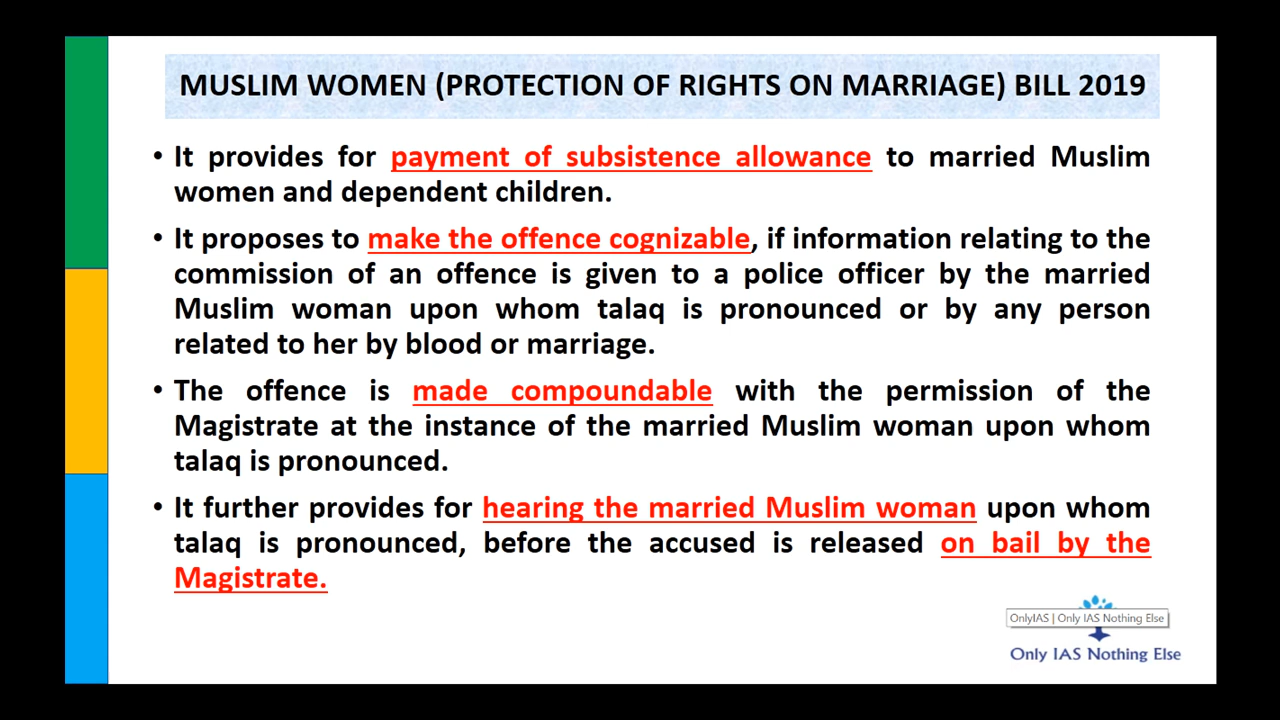 MUSLIM WOMEN (PROTECTION OF RIGHTS ON MARRIAGE) BILL 2019
• It provides for payment of subsistence allowance to married Muslim
women and dependent children.
• It proposes to make the offence cognizable, if information relating to the
commission of an offence is given to a police officer by the married
Muslim woman upon whom talaq is pronounced or by any person
related to her by blood or marriage.
• The offence is made compoundable with the permission of the
Magistrate at the instance of the married Muslim woman upon whom
talaq is pronounced.
• It further provides for hearing the married Muslim woman upon whom
talaq is pronounced, before the accused is released on bail by the
Magistrate.
OnlyIAS | Only IAS Nothing Else
Only IAS Nothing Else